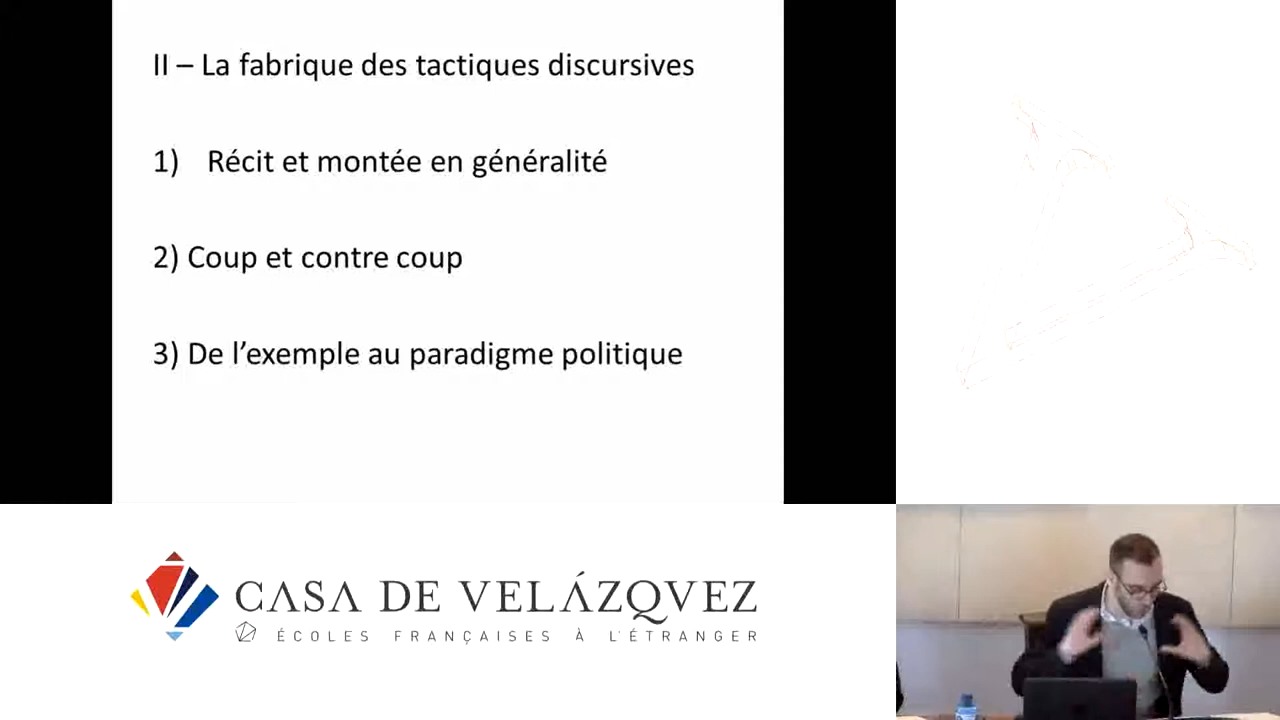 II – La fabrique des tactiques discursives
1) Récit et montée en généralité
2) Coup et contre coup
3) De l’exemple au paradigme politique
CASA DE VELÁZQVEZ
ÉCOLES FRANÇAISES À L'ÉTRANGER